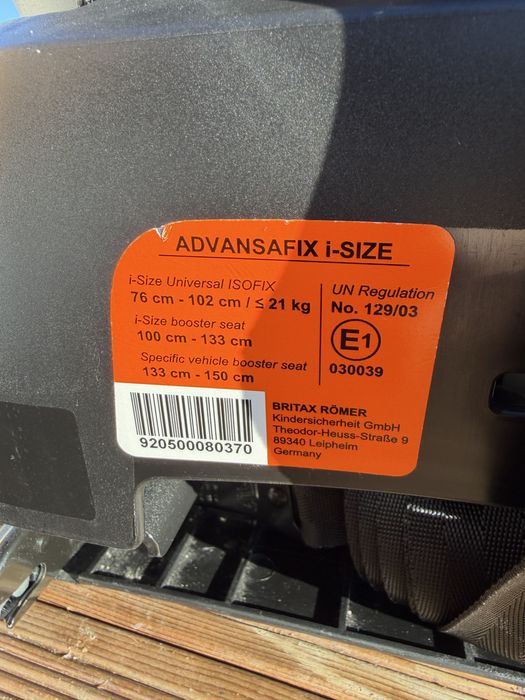 ADVANSAFIX i-SIZE
i-Size Universal ISOFIX
76 cm - 102 cm / ≤ 21 kg
i-Size booster seat
100 cm - 133 cm
Specific vehicle booster seat
133 cm - 150 cm
UN Regulation
No. 129/03
E1
030039
920500080370
BRITAX RÖMER
Kindersicherheit GmbH
Theodor-Heuss-Straße 9
89340 Leipheim
Germany